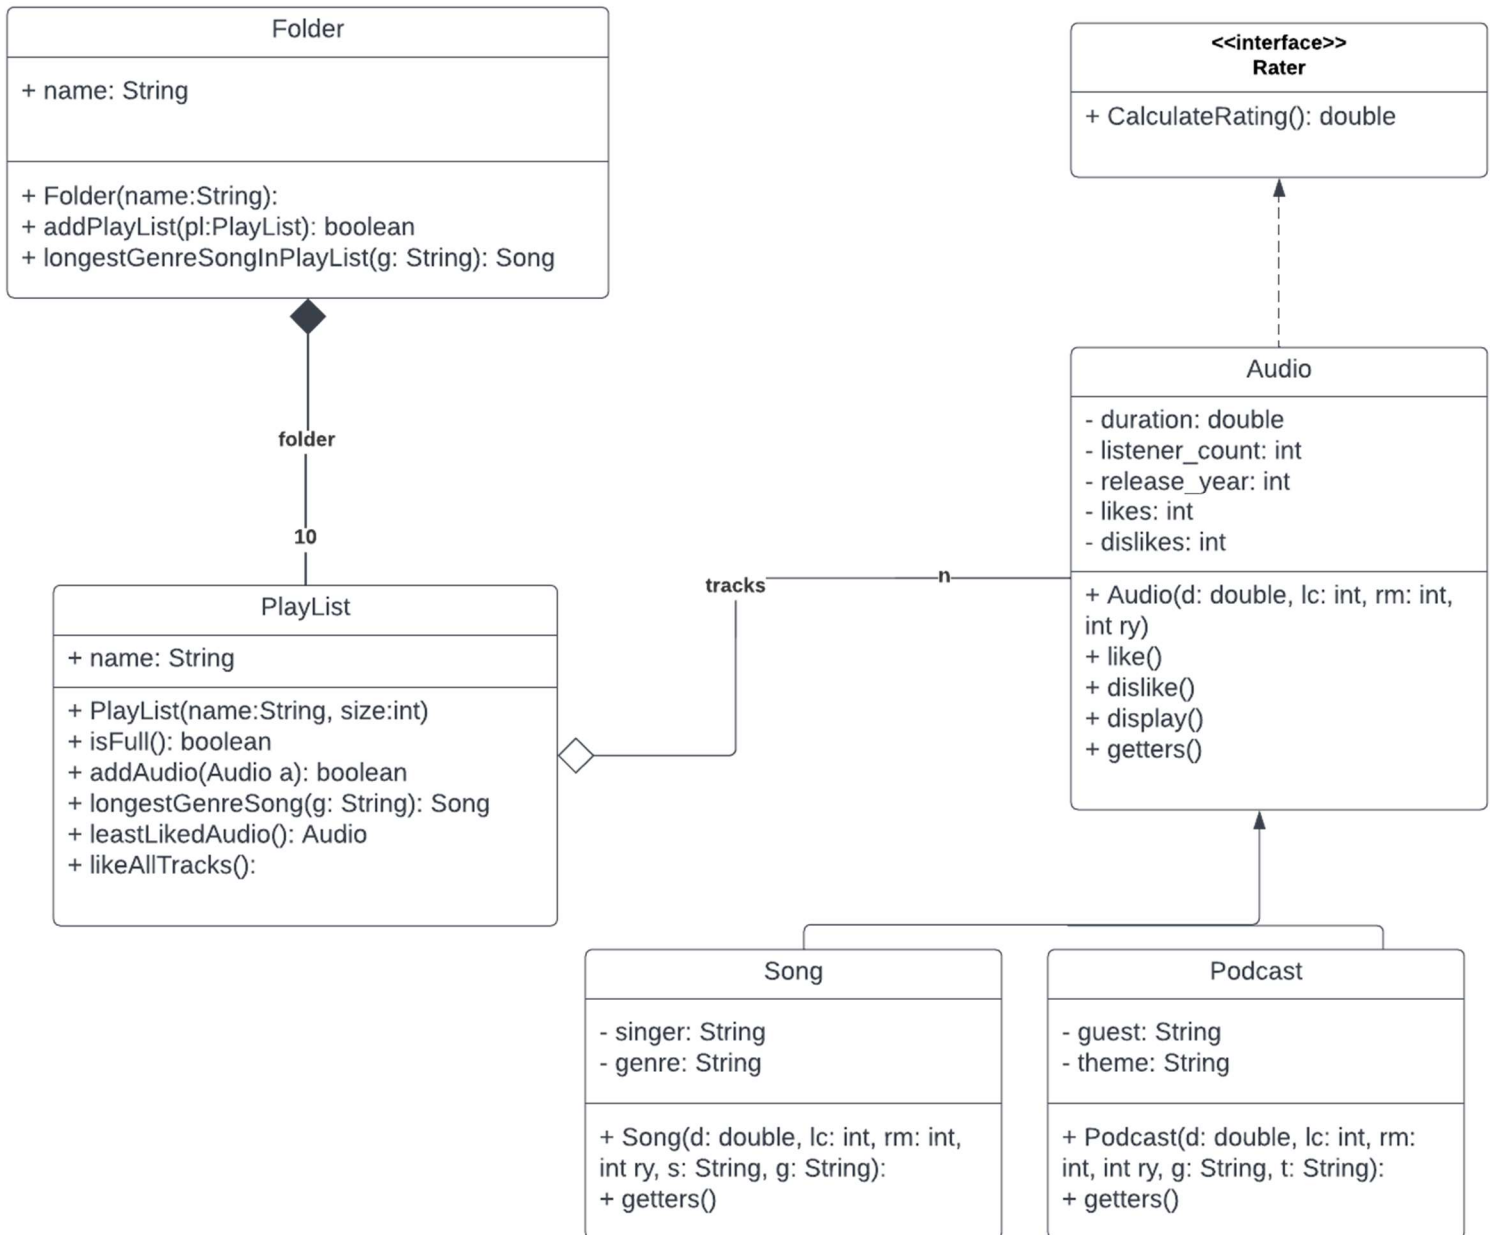 Folder
+ name: String
+ Folder(name:String):
+ addPlayList(pl:PlayList): boolean
+ longestGenreSongInPlayList(g: String): Song
<<interface>>
Rater
+ CalculateRating(): double
folder
10
Audio
- duration: double
- listener_count: int
- release_year: int
- likes: int
- dislikes: int
+ Audio(d: double, lc: int, rm: int,
int ry)
+ like()
+ dislike()
+ display()
+ getters()
tracks
n
PlayList
+ name: String
+ PlayList(name:String, size:int)
+ isFull(): boolean
+ addAudio(Audio a): boolean
+ longestGenreSong(g: String): Song
+ leastLikedAudio(): Audio
+ likeAllTracks():
Song
- singer: String
- genre: String
+ Song(d: double, lc: int, rm: int,
int ry, s: String, g: String):
+ getters()
Podcast
- guest: String
- theme: String
+ Podcast(d: double, lc: int, rm:
int, int ry, g: String, t: String):
+ getters()